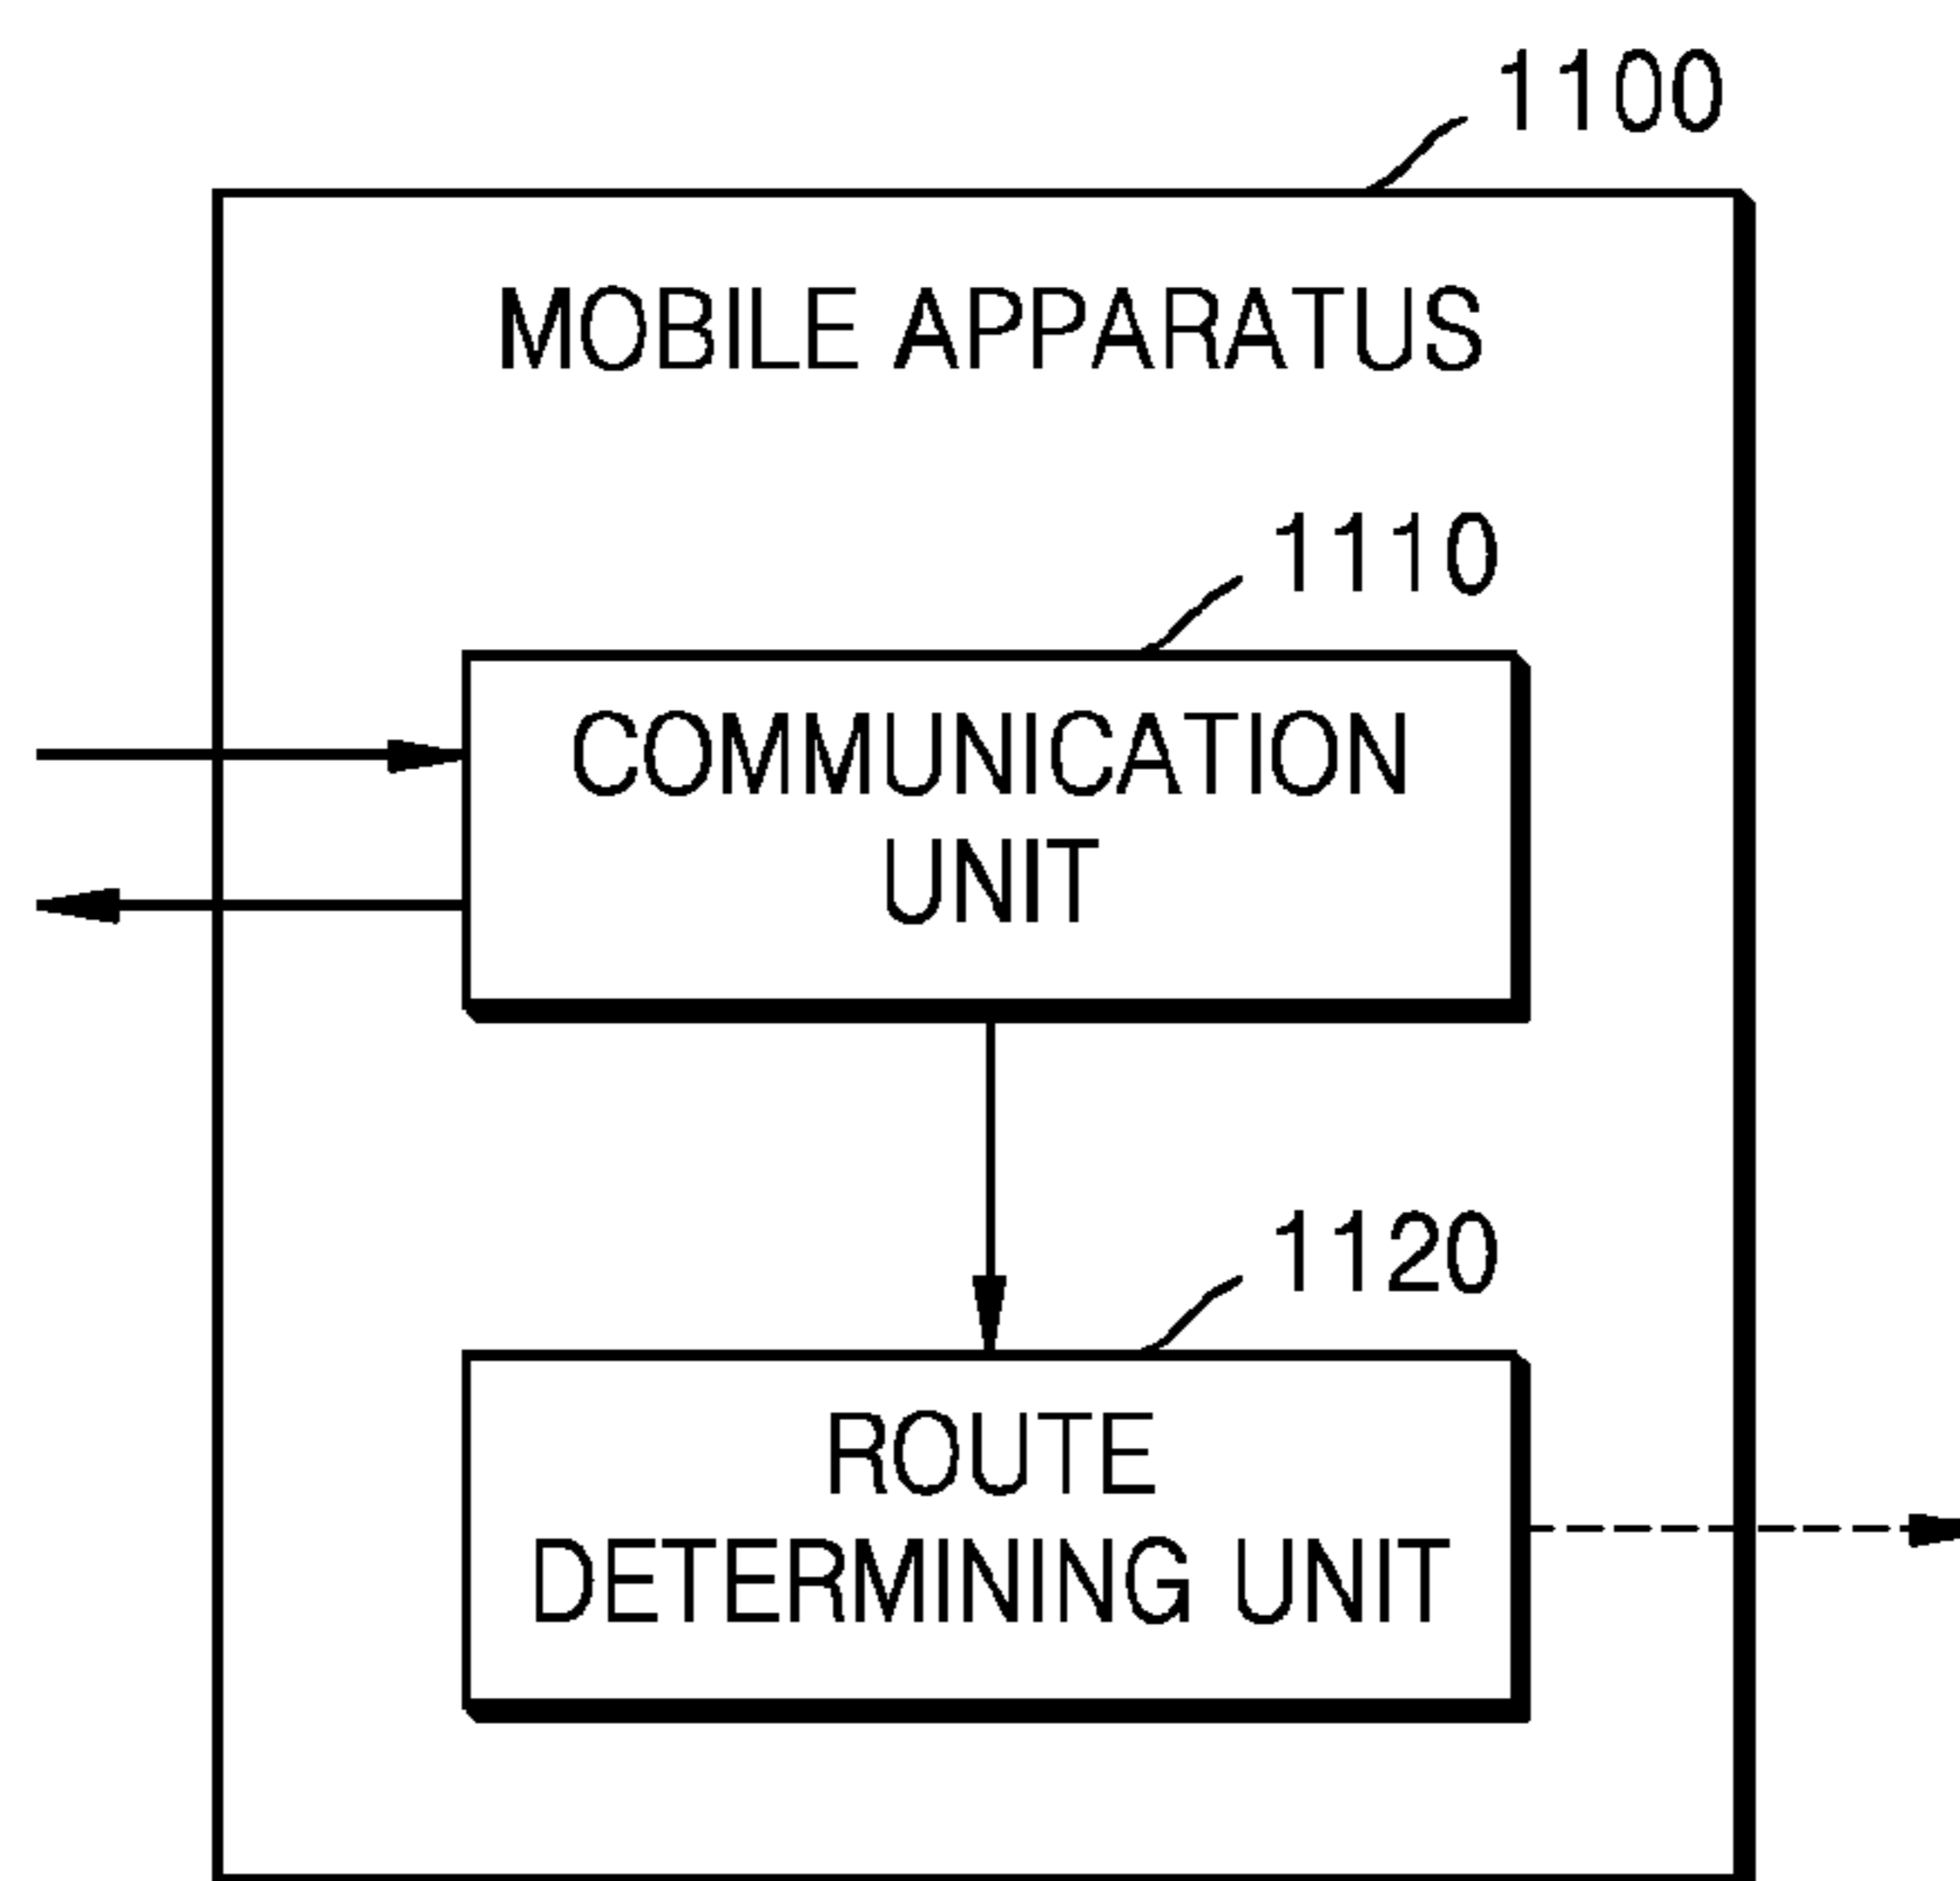 1100
MOBILE APPARATUS
1110
COMMUNICATION
UNIT
1120
ROUTE
DETERMINING UNIT